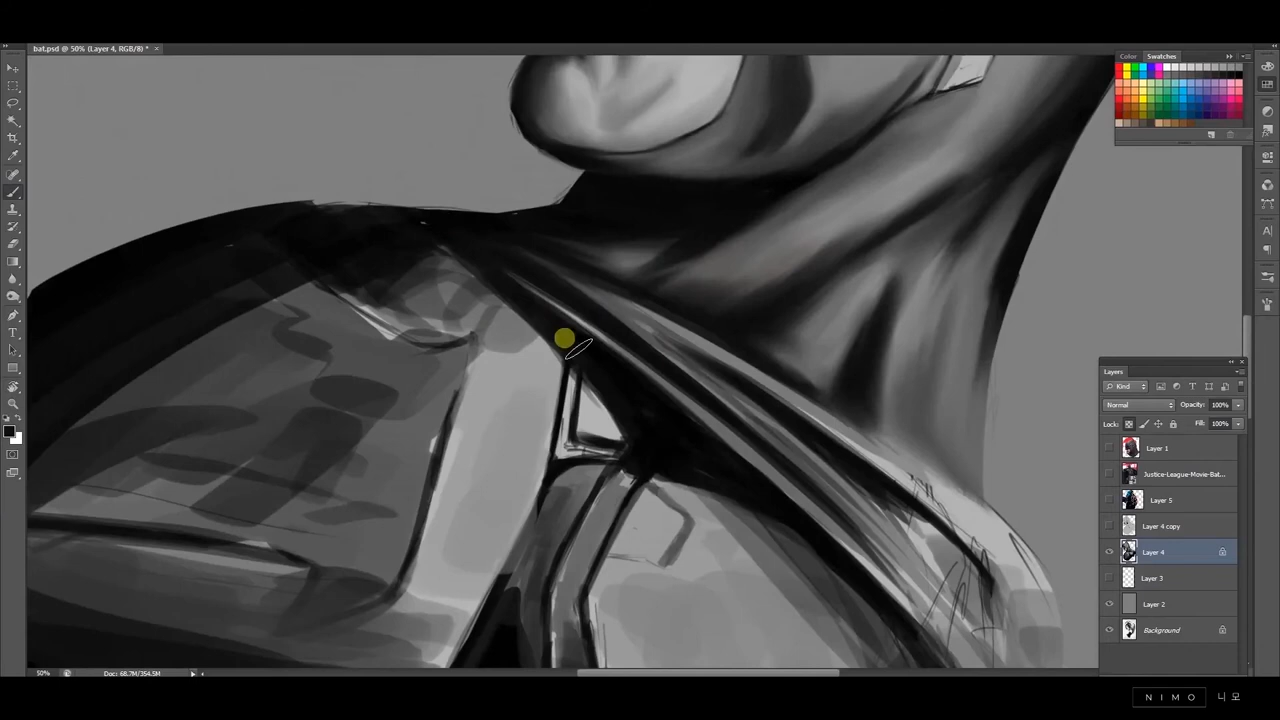 bat.psd @ 50% (Layer 4, RGB/8) * ×
Color
Swatches
Layers
Kind
Normal
Opacity: 100%
Lock:
Fill: 100%
Layer 1
Justice-League-Movie-Bat...
Layer 5
Layer 4 copy
Layer 4
Layer 3
Layer 2
Background
50%
Doc: 68.7M/354.5M
NIMO 니모